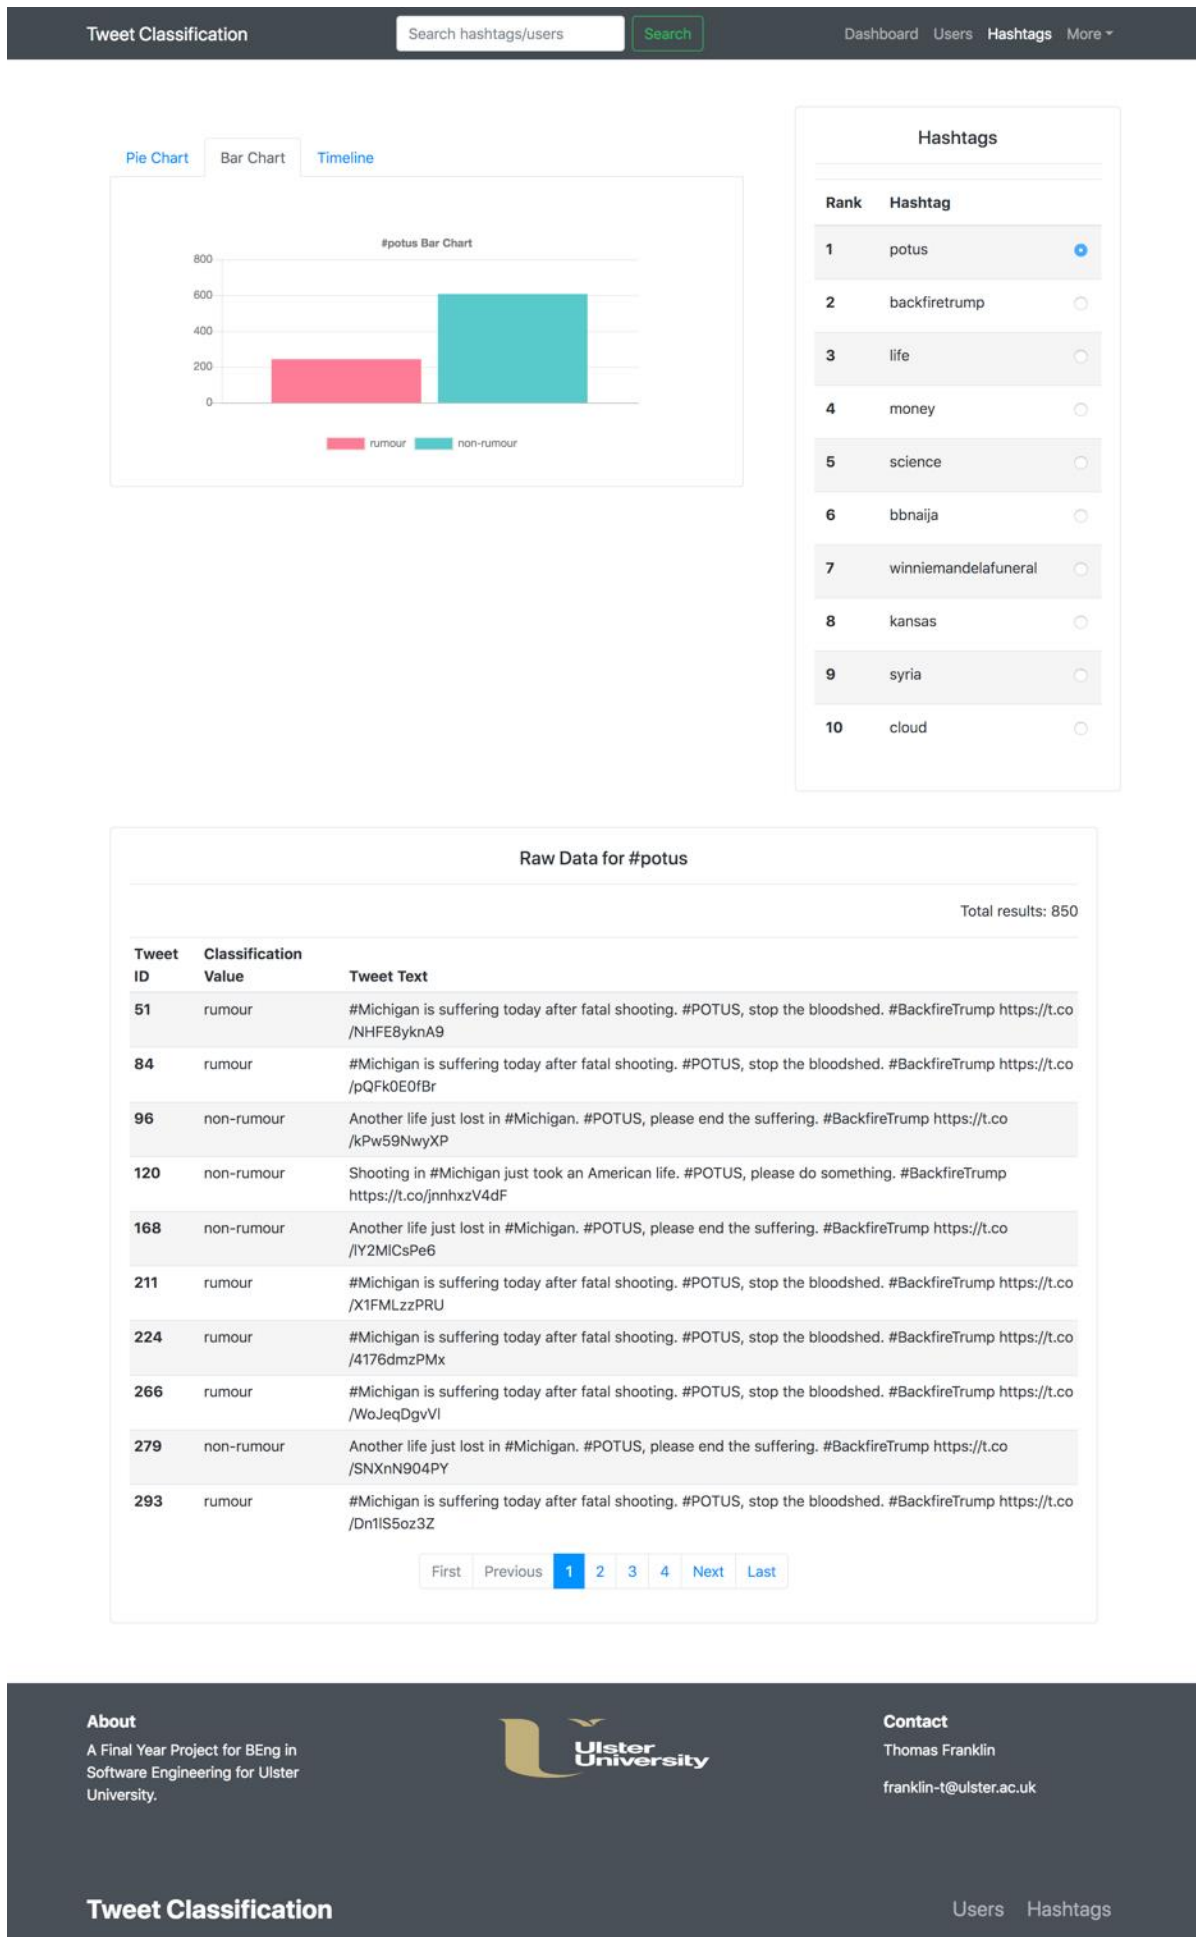 Tweet Classification
Search hashtags/users
Search
Dashboard Users Hashtags More
Pie Chart Bar Chart Timeline
#potus Bar Chart
800
600
400
200
0
rumour non-rumour
Hashtags
Rank Hashtag
1 potus
2 backfiretrump
3 life
4 money
5 science
6 bbnaija
7 winniemandelafuneral
8 kansas
9 syria
10 cloud
Raw Data for #potus
Total results: 850
Tweet Classification
ID Value Tweet Text
51 rumour #Michigan is suffering today after fatal shooting. #POTUS, stop the bloodshed. #BackfireTrump https://t.co
/NHFE8yknA9
84 rumour #Michigan is suffering today after fatal shooting. #POTUS, stop the bloodshed. #BackfireTrump https://t.co
/pQFk0E0fBr
96 non-rumour Another life just lost in #Michigan. #POTUS, please end the suffering. #BackfireTrump https://t.co
/kPw59NwyXP
120 non-rumour Shooting in #Michigan just took an American life. #POTUS, please do something. #BackfireTrump
https://t.co/jnnhxzV4dF
168 non-rumour Another life just lost in #Michigan. #POTUS, please end the suffering. #BackfireTrump https://t.co
/lY2MlCsPe6
211 rumour #Michigan is suffering today after fatal shooting. #POTUS, stop the bloodshed. #BackfireTrump https://t.co
/X1FMLzzPRU
224 rumour #Michigan is suffering today after fatal shooting. #POTUS, stop the bloodshed. #BackfireTrump https://t.co
/4176dmzPMx
266 rumour #Michigan is suffering today after fatal shooting. #POTUS, stop the bloodshed. #BackfireTrump https://t.co
/WoJeqDgvVl
279 non-rumour Another life just lost in #Michigan. #POTUS, please end the suffering. #BackfireTrump https://t.co
/SNXnN904PY
293 rumour #Michigan is suffering today after fatal shooting. #POTUS, stop the bloodshed. #BackfireTrump https://t.co
/Dn1lS5oz3Z
First Previous 1 2 3 4 Next Last
About
A Final Year Project for BEng in
Software Engineering for Ulster
University.
Ulster
University
Contact
Thomas Franklin
franklin-t@ulster.ac.uk
Tweet Classification
Users Hashtags